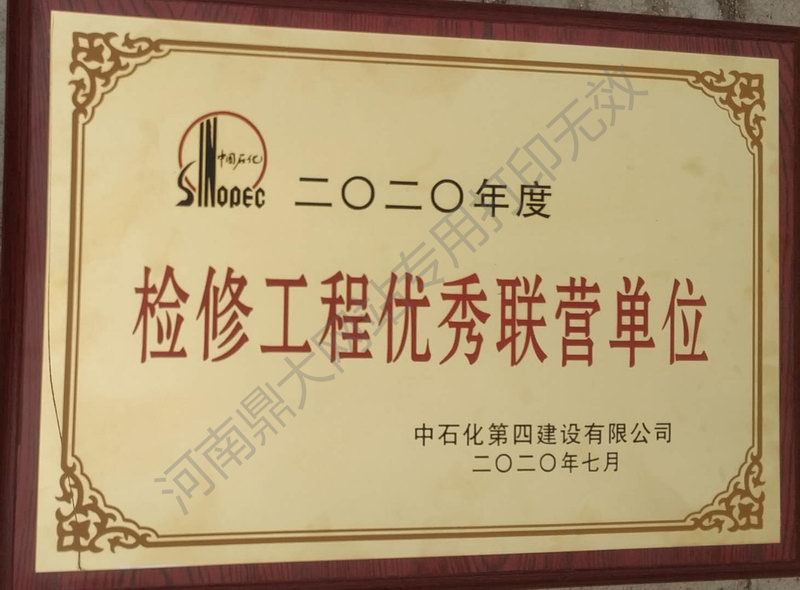 中国石化
SINOPEC
二〇二〇年度
检修工程优秀联营单位
中石化第四建设有限公司
二〇二〇年七月
河南鼎大网站专用打印无效